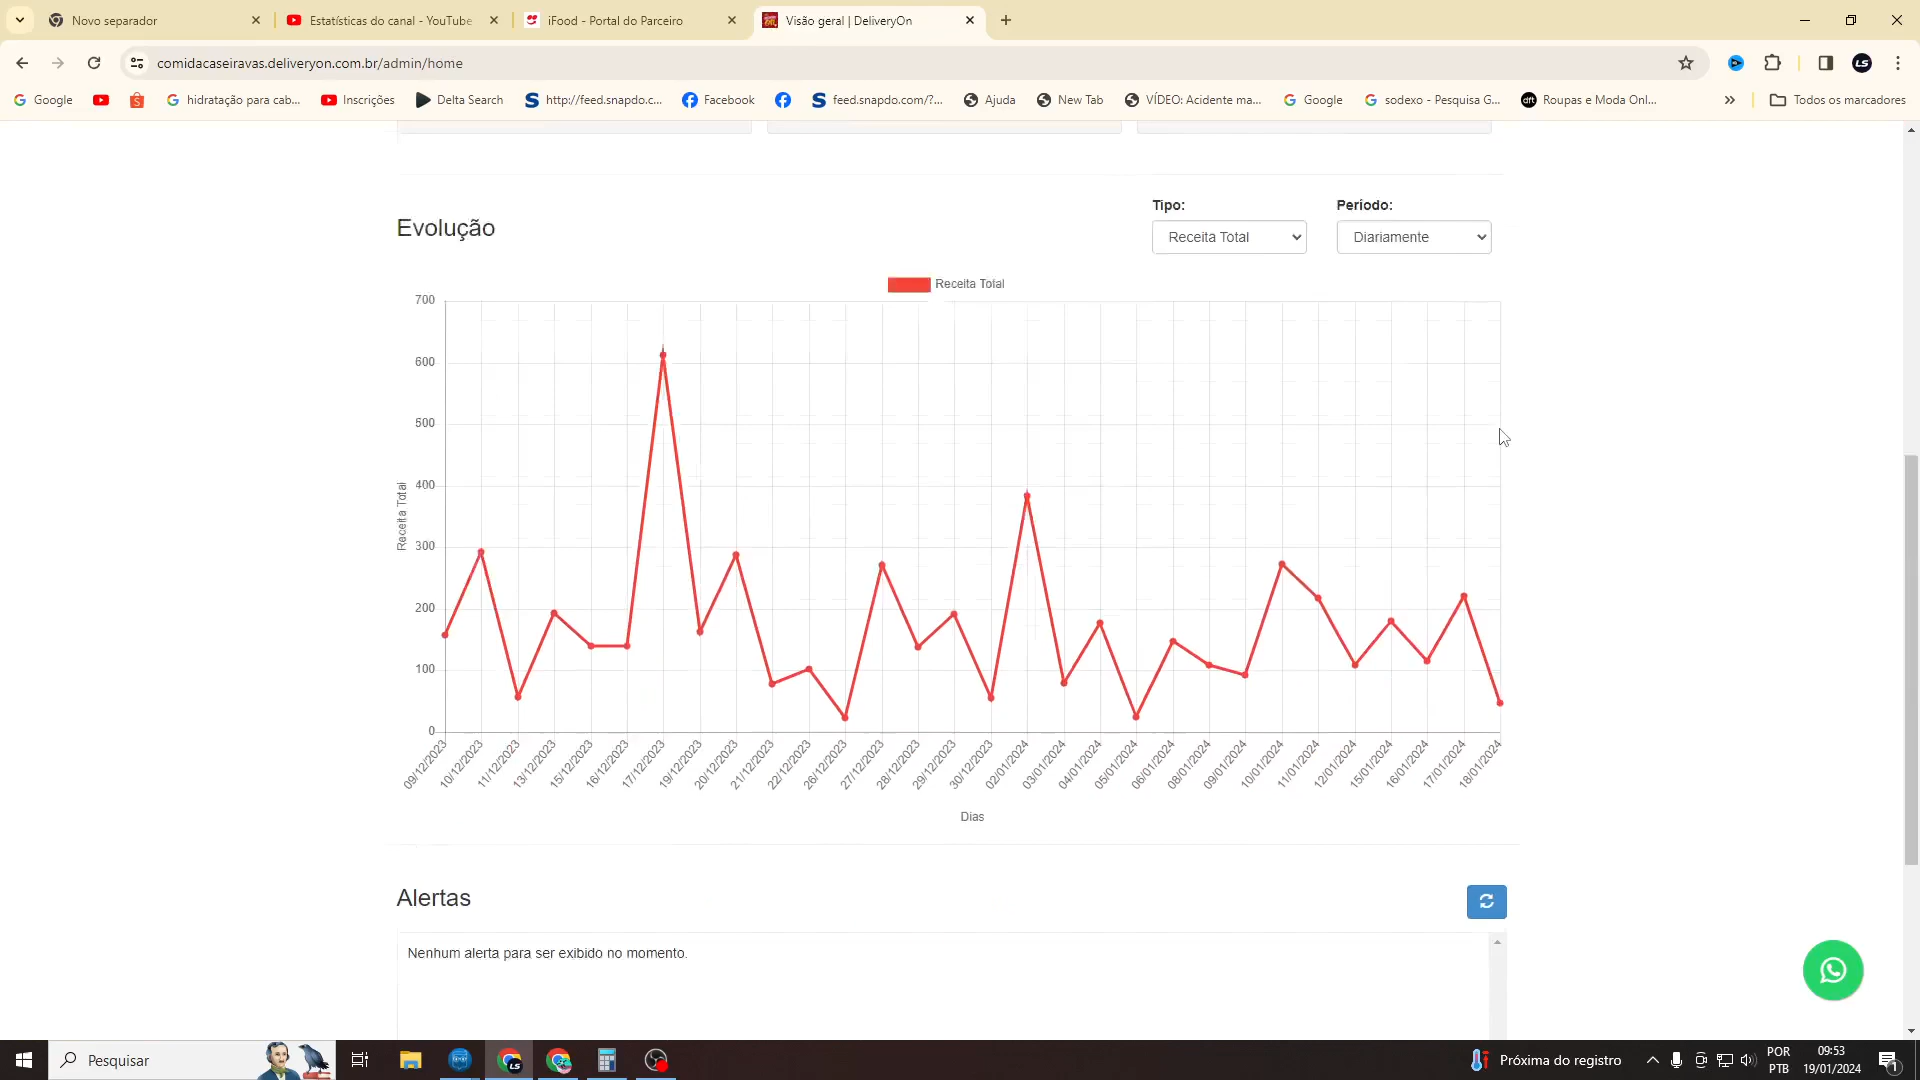 Novo separador
Estatísticas do canal - YouTube
iFood - Portal do Parceiro
Visão geral | DeliveryOn
comidacaseiravas.deliveryon.com.br/admin/home
Google
hidratação para cab...
Inscrições
Delta Search
http://feed.snapdo.c...
Facebook
feed.snapdo.com/?...
Ajuda
New Tab
VÍDEO: Acidente ma...
Google
sodexo - Pesquisa G...
Roupas e Moda Onl...
Todos os marcadores
Evolução
Tipo:
Receita Total
Período:
Diariamente
Receita Total
700
600
500
400
300
200
100
0
Receita Total
09/12/2023
10/12/2023
11/12/2023
13/12/2023
15/12/2023
16/12/2023
17/12/2023
19/12/2023
20/12/2023
21/12/2023
22/12/2023
26/12/2023
27/12/2023
28/12/2023
29/12/2023
30/12/2023
02/01/2024
03/01/2024
04/01/2024
05/01/2024
06/01/2024
08/01/2024
09/01/2024
10/01/2024
11/01/2024
12/01/2024
15/01/2024
16/01/2024
17/01/2024
18/01/2024
Dias
Alertas
Nenhum alerta para ser exibido no momento.
Pesquisar
Próxima do registro
POR
PTB
09:53
19/01/2024
1